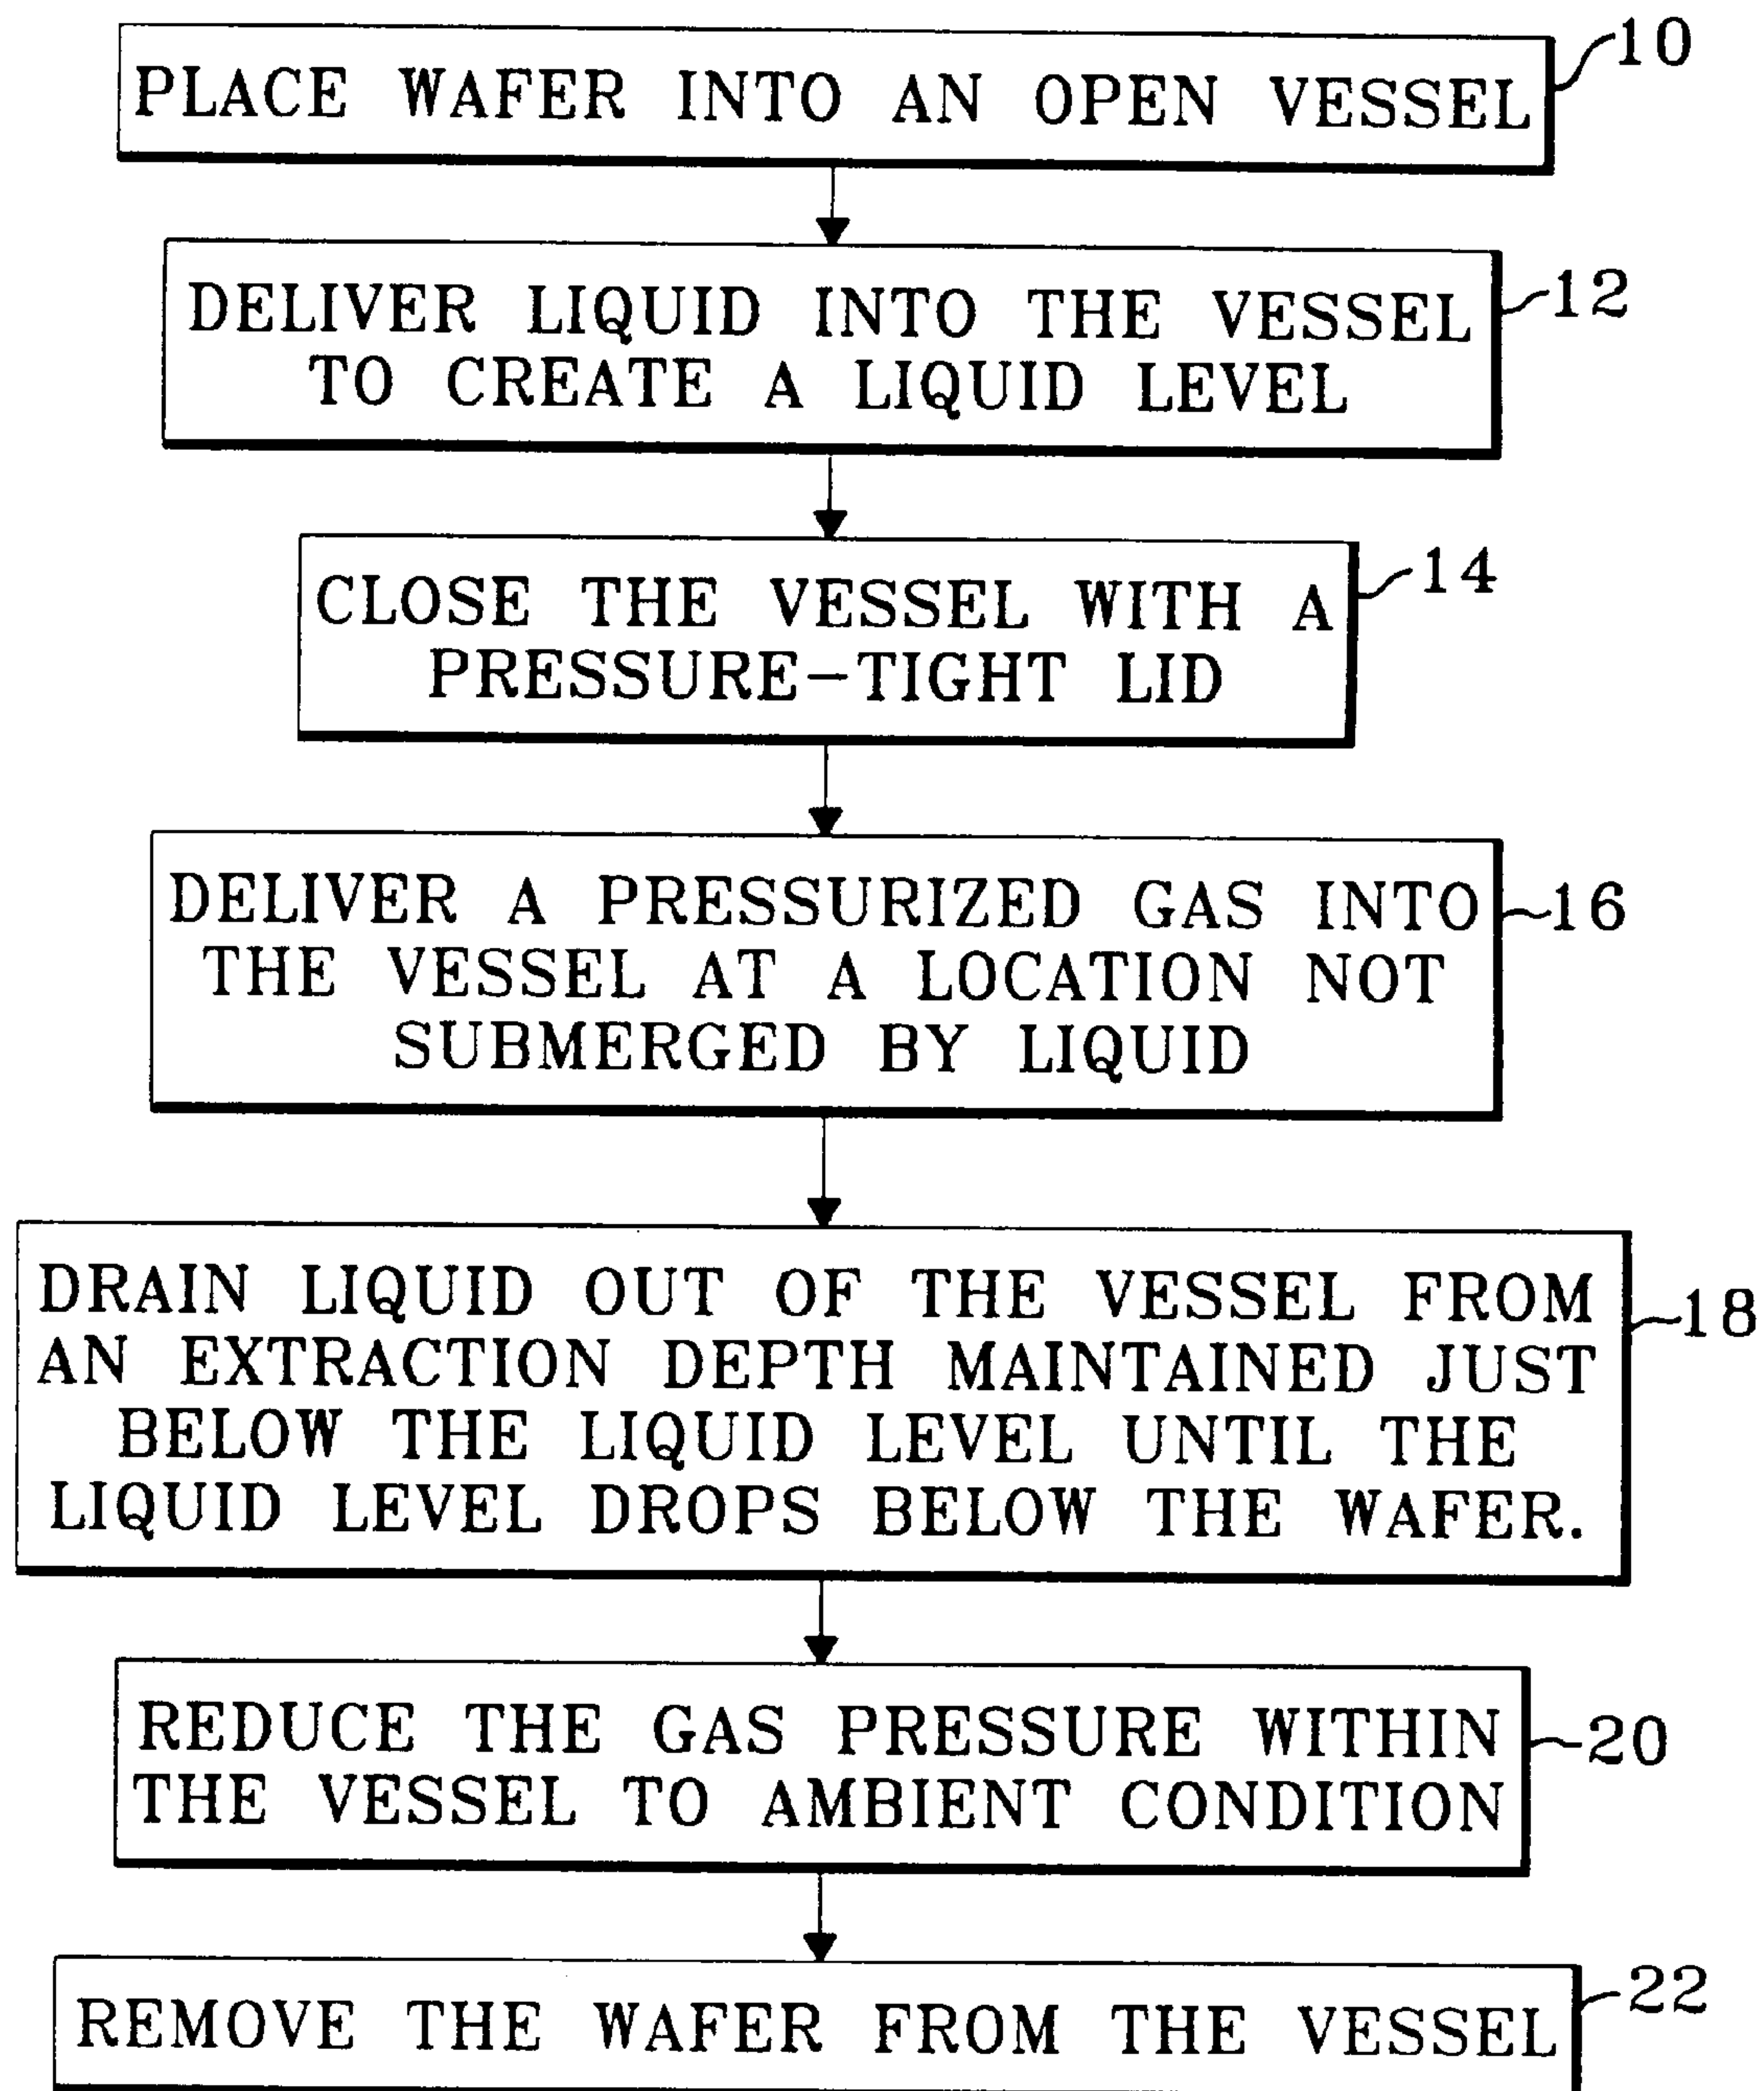 PLACE WAFER INTO AN OPEN VESSEL
10
DELIVER LIQUID INTO THE VESSEL
TO CREATE A LIQUID LEVEL
12
CLOSE THE VESSEL WITH A
PRESSURE-TIGHT LID
14
DELIVER A PRESSURIZED GAS INTO
THE VESSEL AT A LOCATION NOT
SUBMERGED BY LIQUID
16
DRAIN LIQUID OUT OF THE VESSEL FROM
AN EXTRACTION DEPTH MAINTAINED JUST
BELOW THE LIQUID LEVEL UNTIL THE
LIQUID LEVEL DROPS BELOW THE WAFER.
18
REDUCE THE GAS PRESSURE WITHIN
THE VESSEL TO AMBIENT CONDITION
20
REMOVE THE WAFER FROM THE VESSEL
22